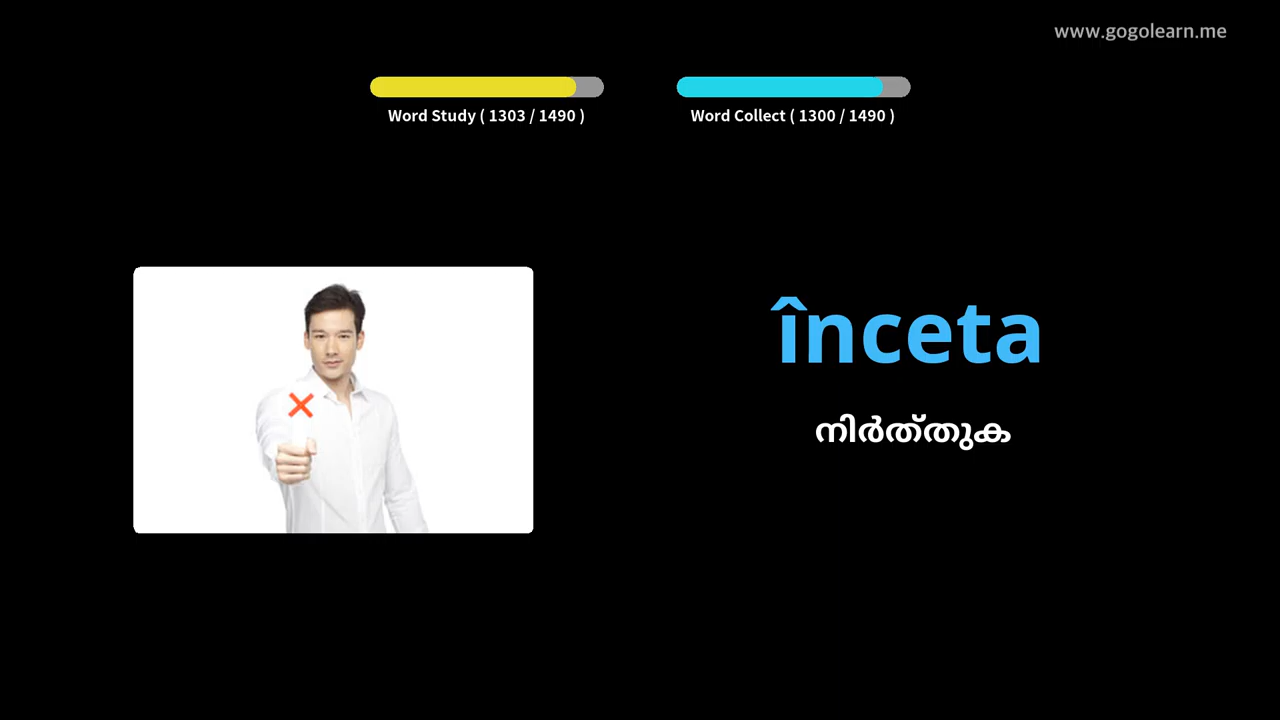 www.gogolearn.me
Word Study ( 1303 / 1490 )
Word Collect ( 1300 / 1490 )
înceta
നിർത്തുക